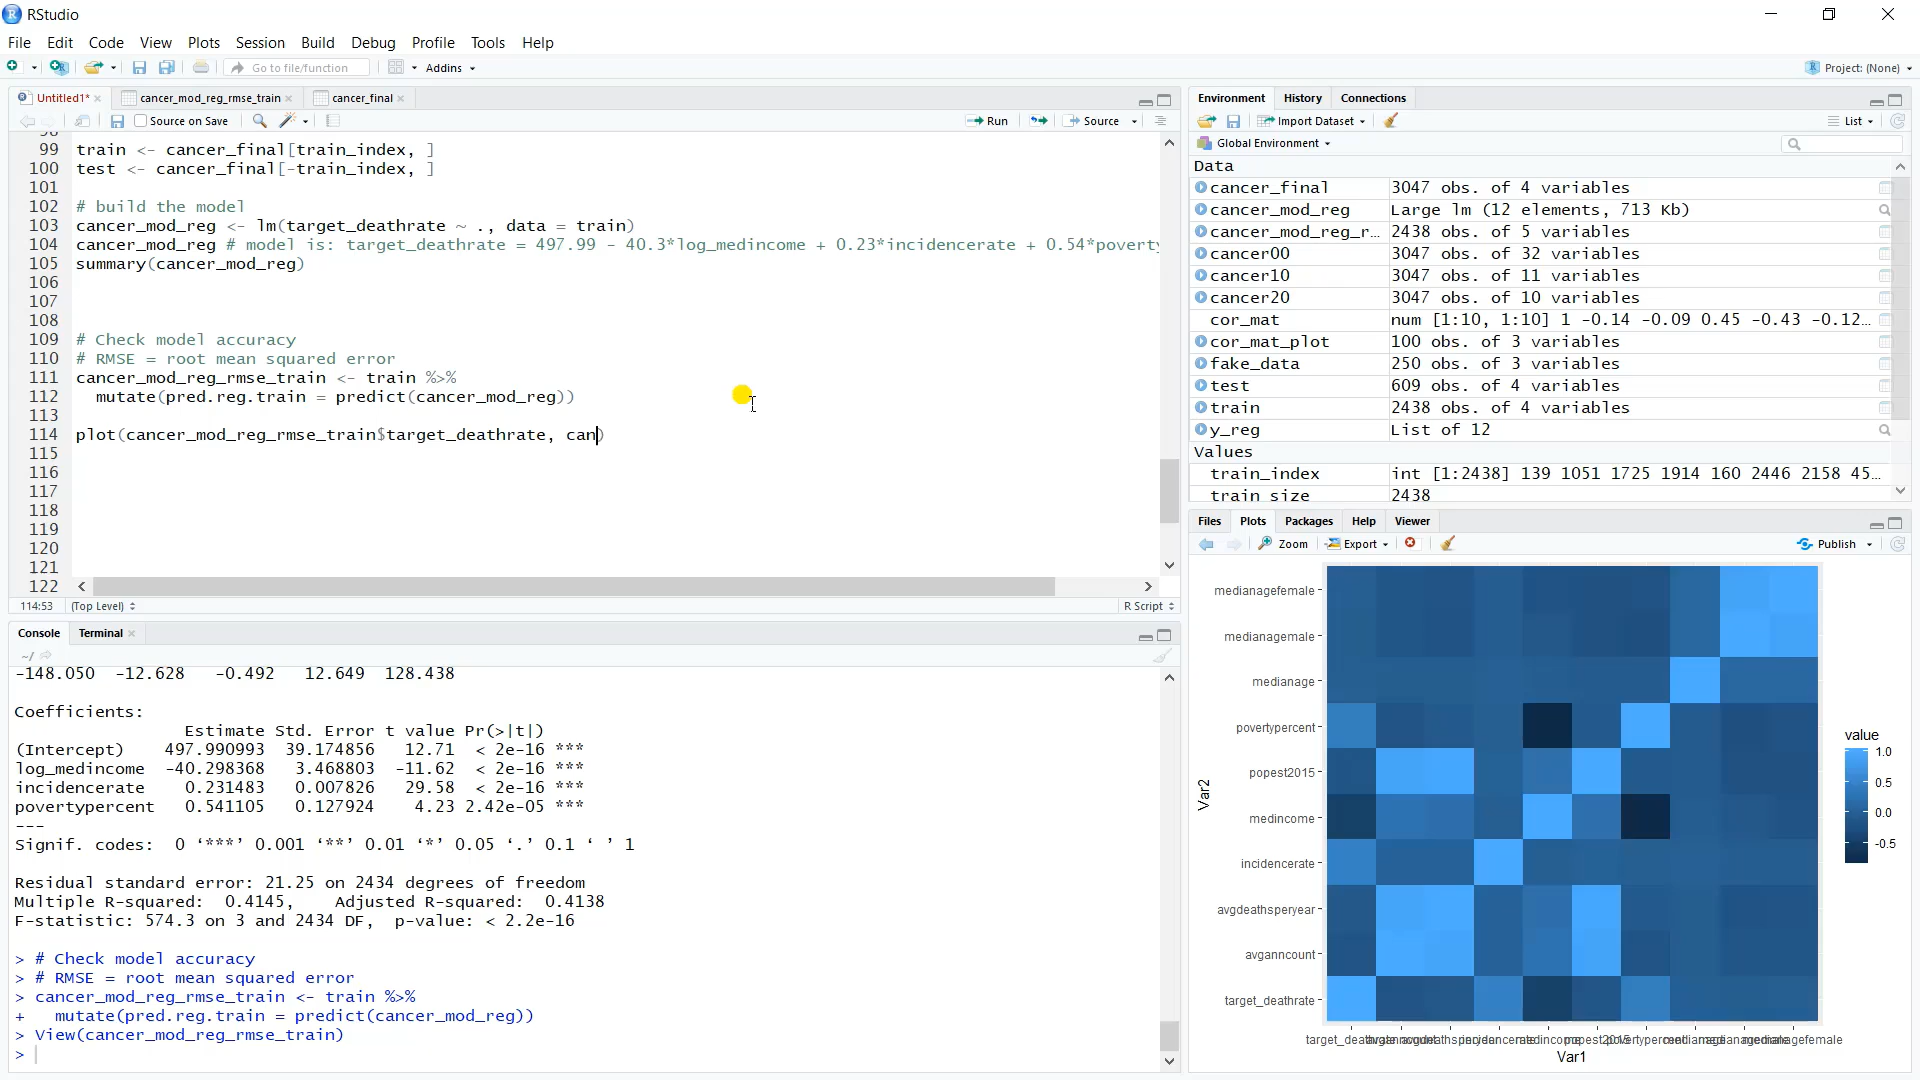 RStudio
File Edit Code View Plots Session Build Debug Profile Tools Help
Go to file/function Addins Project: (None)
Untitled1* cancer_mod_reg_rmse_train cancer_final
Source on Save Run Source
99 train <- cancer_final[train_index, ]
100 test <- cancer_final[-train_index, ]
101
102 # build the model
103 cancer_mod_reg <- lm(target_deathrate ~ ., data = train)
104 cancer_mod_reg # model is: target_deathrate = 497.99 - 40.3*log_medincome + 0.23*incidencerate + 0.54*poverty
105 summary(cancer_mod_reg)
106
107
108
109 # Check model accuracy
110 # RMSE = root mean squared error
111 cancer_mod_reg_rmse_train <- train %>%
112 mutate(pred.reg.train = predict(cancer_mod_reg))
113
114 plot(cancer_mod_reg_rmse_train$target_deathrate, can)
115
116
117
118
119
120
121
122
114:53 (Top Level) R Script
Console Terminal
~/
-148.050 -12.628 -0.492 12.649 128.438
Coefficients:
Estimate Std. Error t value Pr(>|t|)
(Intercept) 497.990993 39.174856 12.71 < 2e-16 ***
log_medincome -40.298368 3.468803 -11.62 < 2e-16 ***
incidencerate 0.231483 0.007826 29.58 < 2e-16 ***
povertypercent 0.541105 0.127924 4.23 2.42e-05 ***
---
Signif. codes: 0 ‘***’ 0.001 ‘**’ 0.01 ‘*’ 0.05 ‘.’ 0.1 ‘ ’ 1
Residual standard error: 21.25 on 2434 degrees of freedom
Multiple R-squared: 0.4145, Adjusted R-squared: 0.4138
F-statistic: 574.3 on 3 and 2434 DF, p-value: < 2.2e-16
> # Check model accuracy
> # RMSE = root mean squared error
> cancer_mod_reg_rmse_train <- train %>%
+ mutate(pred.reg.train = predict(cancer_mod_reg))
> View(cancer_mod_reg_rmse_train)
>
Environment History Connections
Import Dataset List
Global Environment
Data
cancer_final 3047 obs. of 4 variables
cancer_mod_reg Large lm (12 elements, 713 Kb)
cancer_mod_reg_r... 2438 obs. of 5 variables
cancer00 3047 obs. of 32 variables
cancer10 3047 obs. of 11 variables
cancer20 3047 obs. of 10 variables
cor_mat num [1:10, 1:10] 1 -0.14 -0.09 0.45 -0.43 -0.12...
cor_mat_plot 100 obs. of 3 variables
fake_data 250 obs. of 3 variables
test 609 obs. of 4 variables
train 2438 obs. of 4 variables
y_reg List of 12
Values
train_index int [1:2438] 139 1051 1725 1914 160 2446 2158 45...
train size 2438
Files Plots Packages Help Viewer
Zoom Export Publish
medianagefemale
medianagemale
medianage
povertypercent
popest2015
medincome
incidencerate
avgdeathsperyear
avganncount
target_deathrate
Var2
Var1
value
1.0
0.5
0.0
-0.5